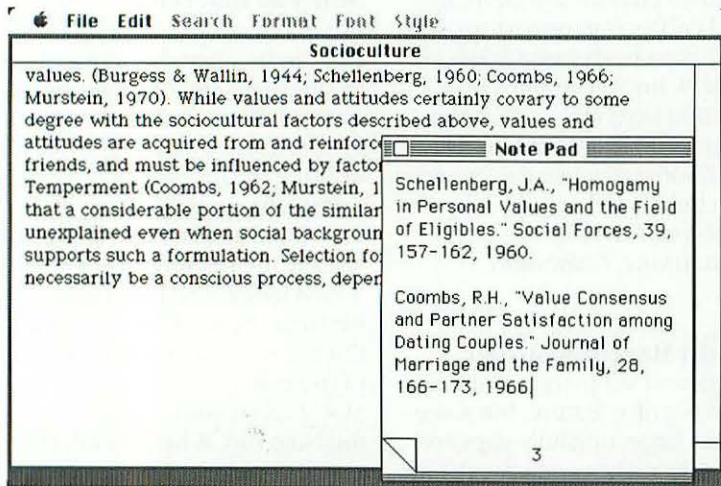 File Edit Search Format Font Style
Socioculture
values. (Burgess & Wallin, 1944; Schellenberg, 1960; Coombs, 1966;
Murstein, 1970). While values and attitudes certainly covary to some
degree with the sociocultural factors described above, values and
attitudes are acquired from and reinforce
friends, and must be influenced by factor
Temperment (Coombs, 1962; Murstein, 1
that a considerable portion of the similar
unexplained even when social backgroun
supports such a formulation. Selection fo
necessarily be a conscious process, depen
Note Pad
Schellenberg, J.A., "Homogamy
in Personal Values and the Field
of Eligibles." Social Forces, 39,
157-162, 1960.
Coombs, R.H., "Value Consensus
and Partner Satisfaction among
Dating Couples." Journal of
Marriage and the Family, 28,
166-173, 1966
3